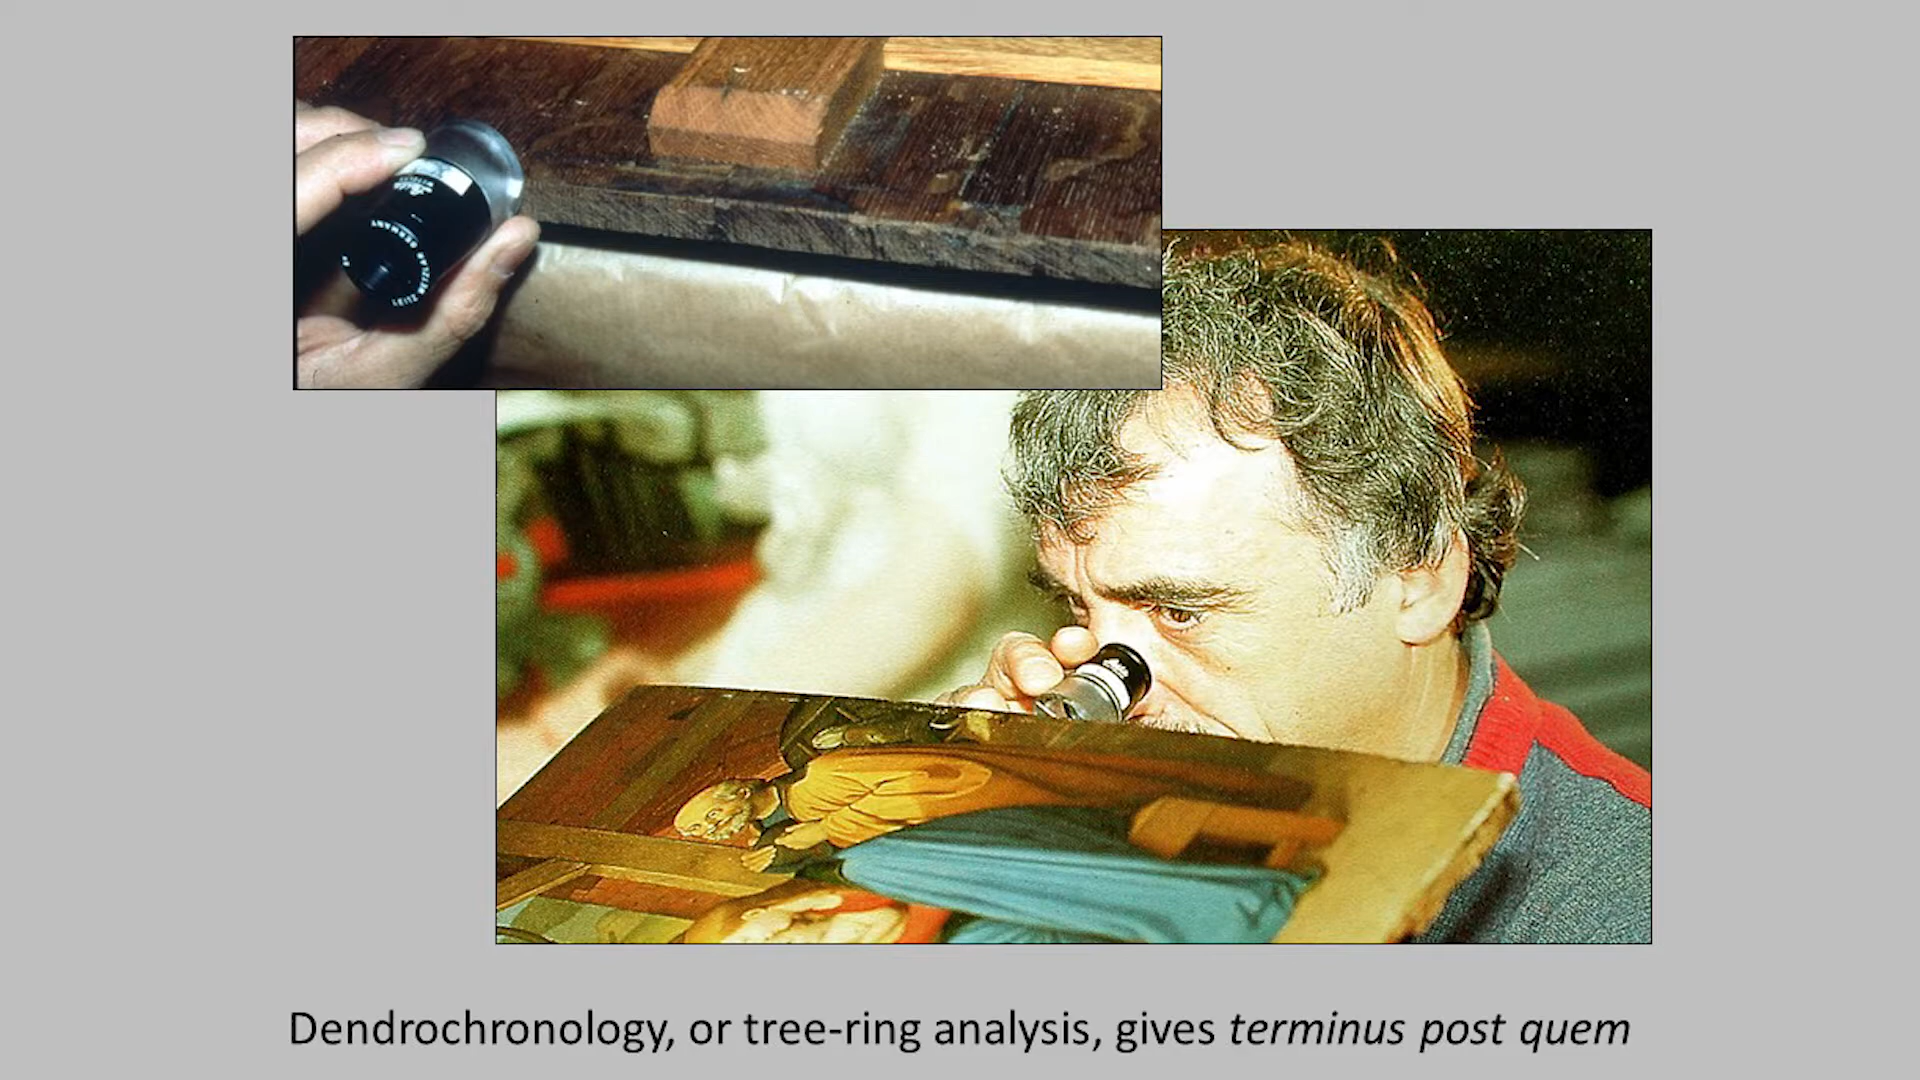 Dendrochronology, or tree-ring analysis, gives terminus post quem